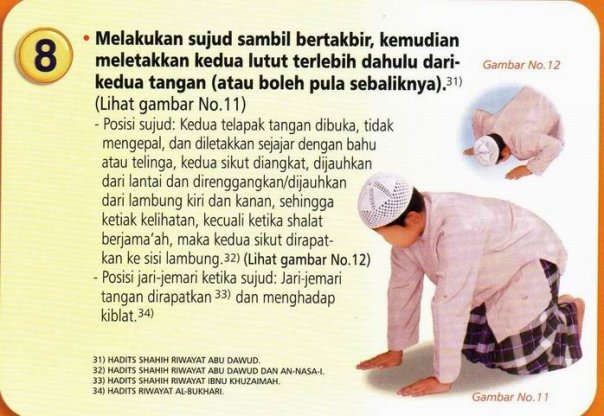 8
• Melakukan sujud sambil bertakbir, kemudian
meletakkan kedua lutut terlebih dahulu dari-
kedua tangan (atau boleh pula sebaliknya).31)
(Lihat gambar No.11)
- Posisi sujud: Kedua telapak tangan dibuka, tidak
mengepal, dan diletakkan sejajar dengan bahu
atau telinga, kedua sikut diangkat, dijauhkan
dari lantai dan direnggangkan/dijauhkan
dari lambung kiri dan kanan, sehingga
ketiak kelihatan, kecuali ketika shalat
berjama'ah, maka kedua sikut dirapat-
kan ke sisi lambung.32) (Lihat gambar No.12)
- Posisi jari-jemari ketika sujud: Jari-jemari
tangan dirapatkan 33) dan menghadap
kiblat.34)
31) HADITS SHAHIH RIWAYAT ABU DAWUD.
32) HADITS SHAHIH RIWAYAT ABU DAWUD DAN AN-NASA-I.
33) HADITS SHAHIH RIWAYAT IBNU KHUZAIMAH.
34) HADITS RIWAYAT AL-BUKHARI.
Gambar No.12
Gambar No.11